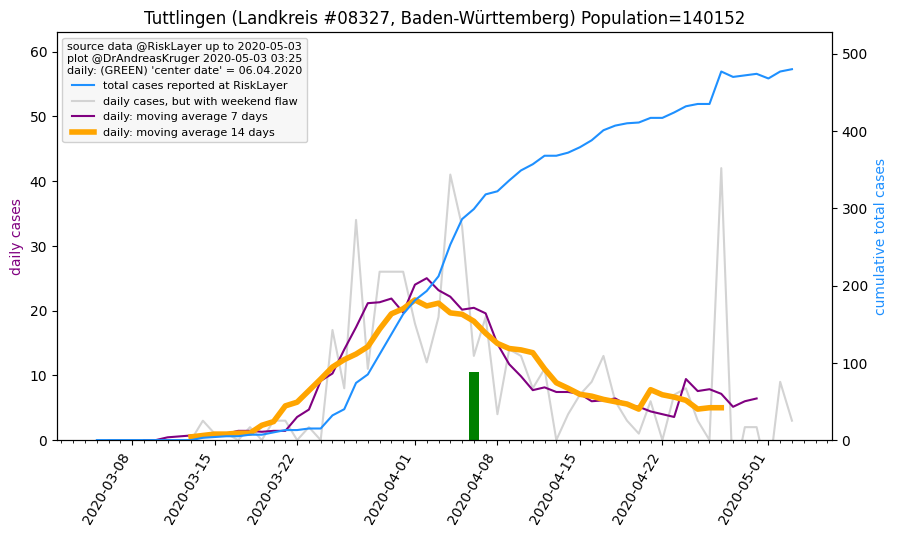 Tuttlingen (Landkreis #08327, Baden-Württemberg) Population=140152
source data @RiskLayer up to 2020-05-03
plot @DrAndreasKruger 2020-05-03 03:25
daily: (GREEN) 'center date' = 06.04.2020
total cases reported at RiskLayer
daily cases, but with weekend flaw
daily: moving average 7 days
daily: moving average 14 days
daily cases
60
50
40
30
20
10
0
cumulative total cases
500
400
300
200
100
0
2020-03-08
2020-03-15
2020-03-22
2020-04-01
2020-04-08
2020-04-15
2020-04-22
2020-05-01